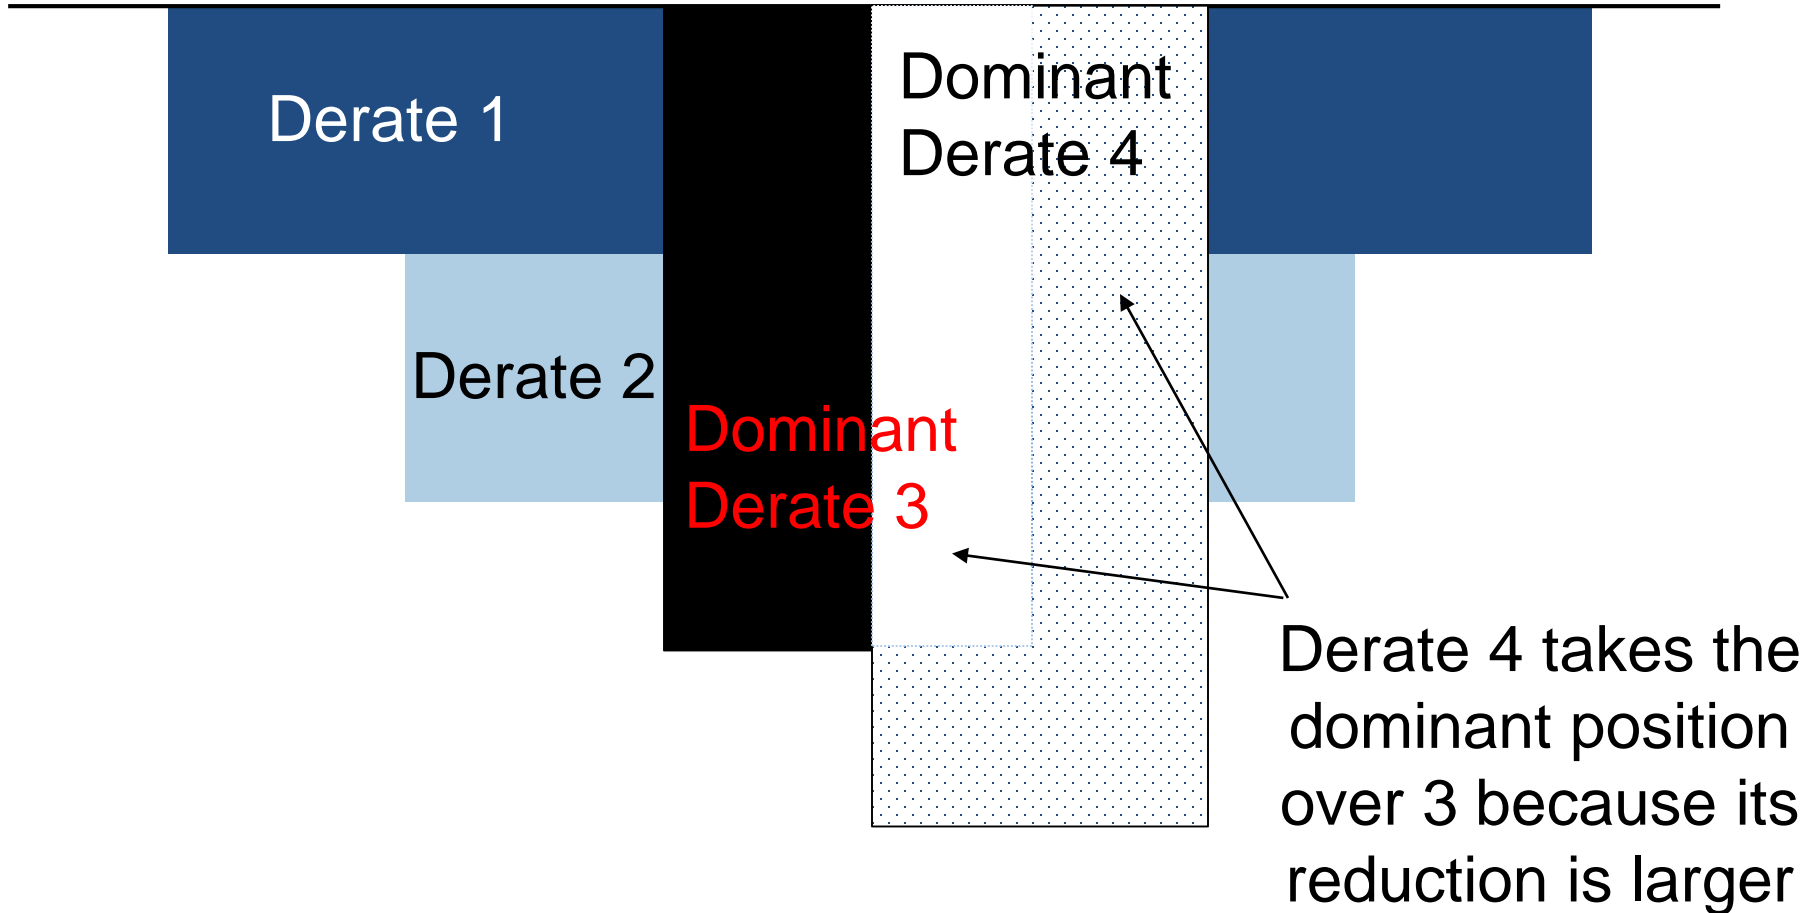 Dominant
Derate 4
Derate 1
Derate 2
Dominant
Derate 3
Derate 4 takes the
dominant position
over 3 because its
reduction is larger